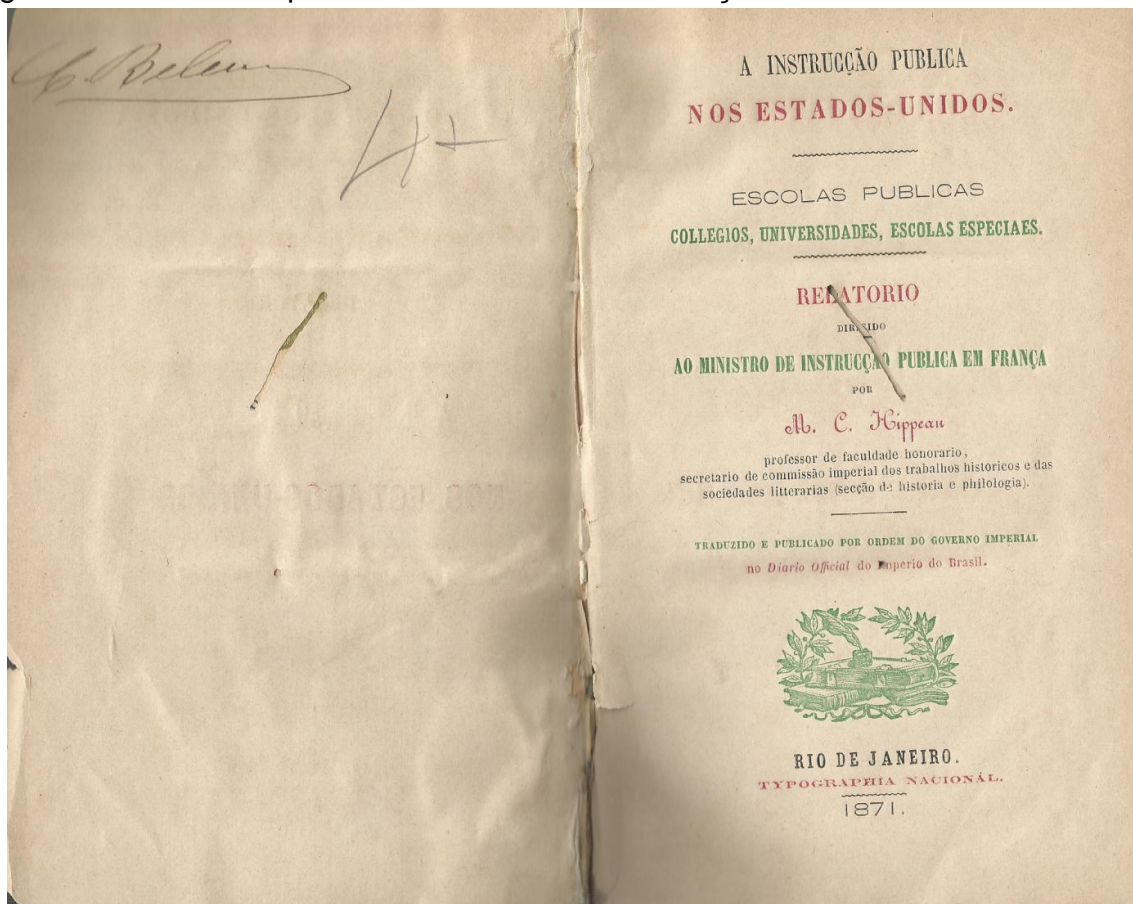 Belem
4
A INSTRUCÇÃO PUBLICA
NOS ESTADOS-UNIDOS.
ESCOLAS PUBLICAS
COLLEGIOS, UNIVERSIDADES, ESCOLAS ESPECIAES.
RELATORIO
DIRIGIDO
AO MINISTRO DE INSTRUCÇÃO PUBLICA EM FRANÇA
POR
M. C. Hippeau
professor de faculdade honorario,
secretario de commissão imperial dos trabalhos historicos e das
sociedades litterarias (secção de historia e philologia).
TRADUZIDO E PUBLICADO POR ORDEM DO GOVERNO IMPERIAL
no Diario Official do Imperio do Brasil.
RIO DE JANEIRO.
TYPOGRAPHIA NACIONÁL.
1871.